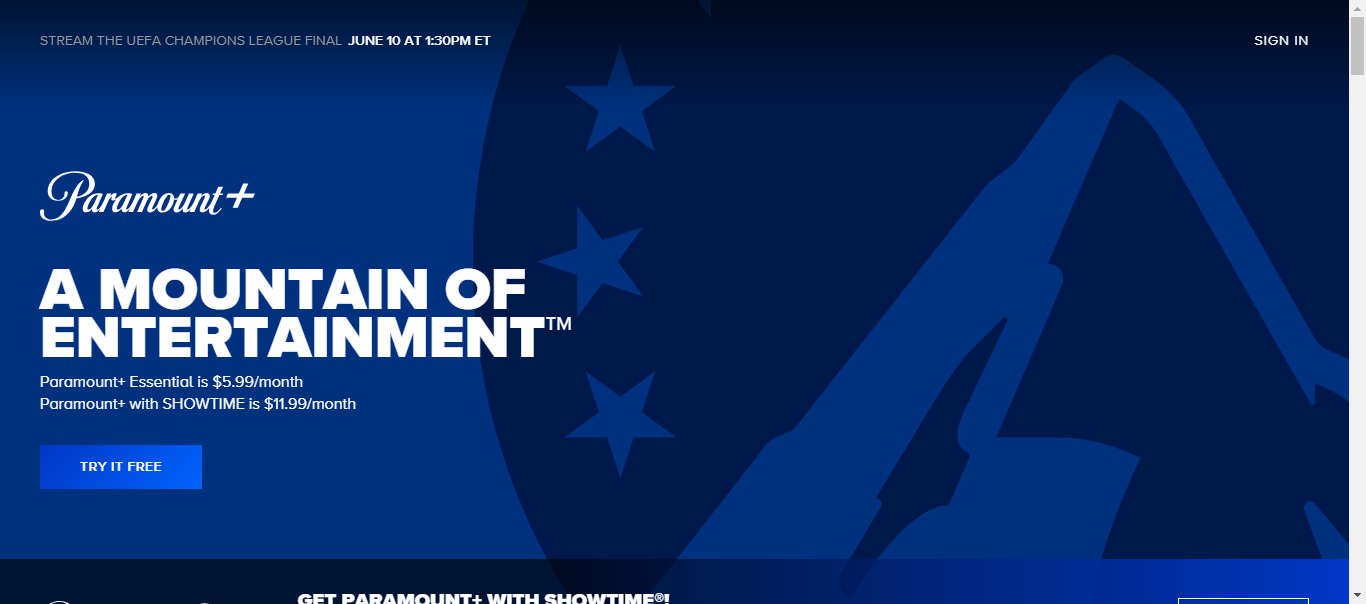 STREAM THE UEFA CHAMPIONS LEAGUE FINAL JUNE 10 AT 1:30PM ET
SIGN IN
Paramount+
A MOUNTAIN OF
ENTERTAINMENT™
Paramount+ Essential is $5.99/month
Paramount+ with SHOWTIME is $11.99/month
TRY IT FREE
GET PARAMOUNT+ WITH SHOWTIME®!